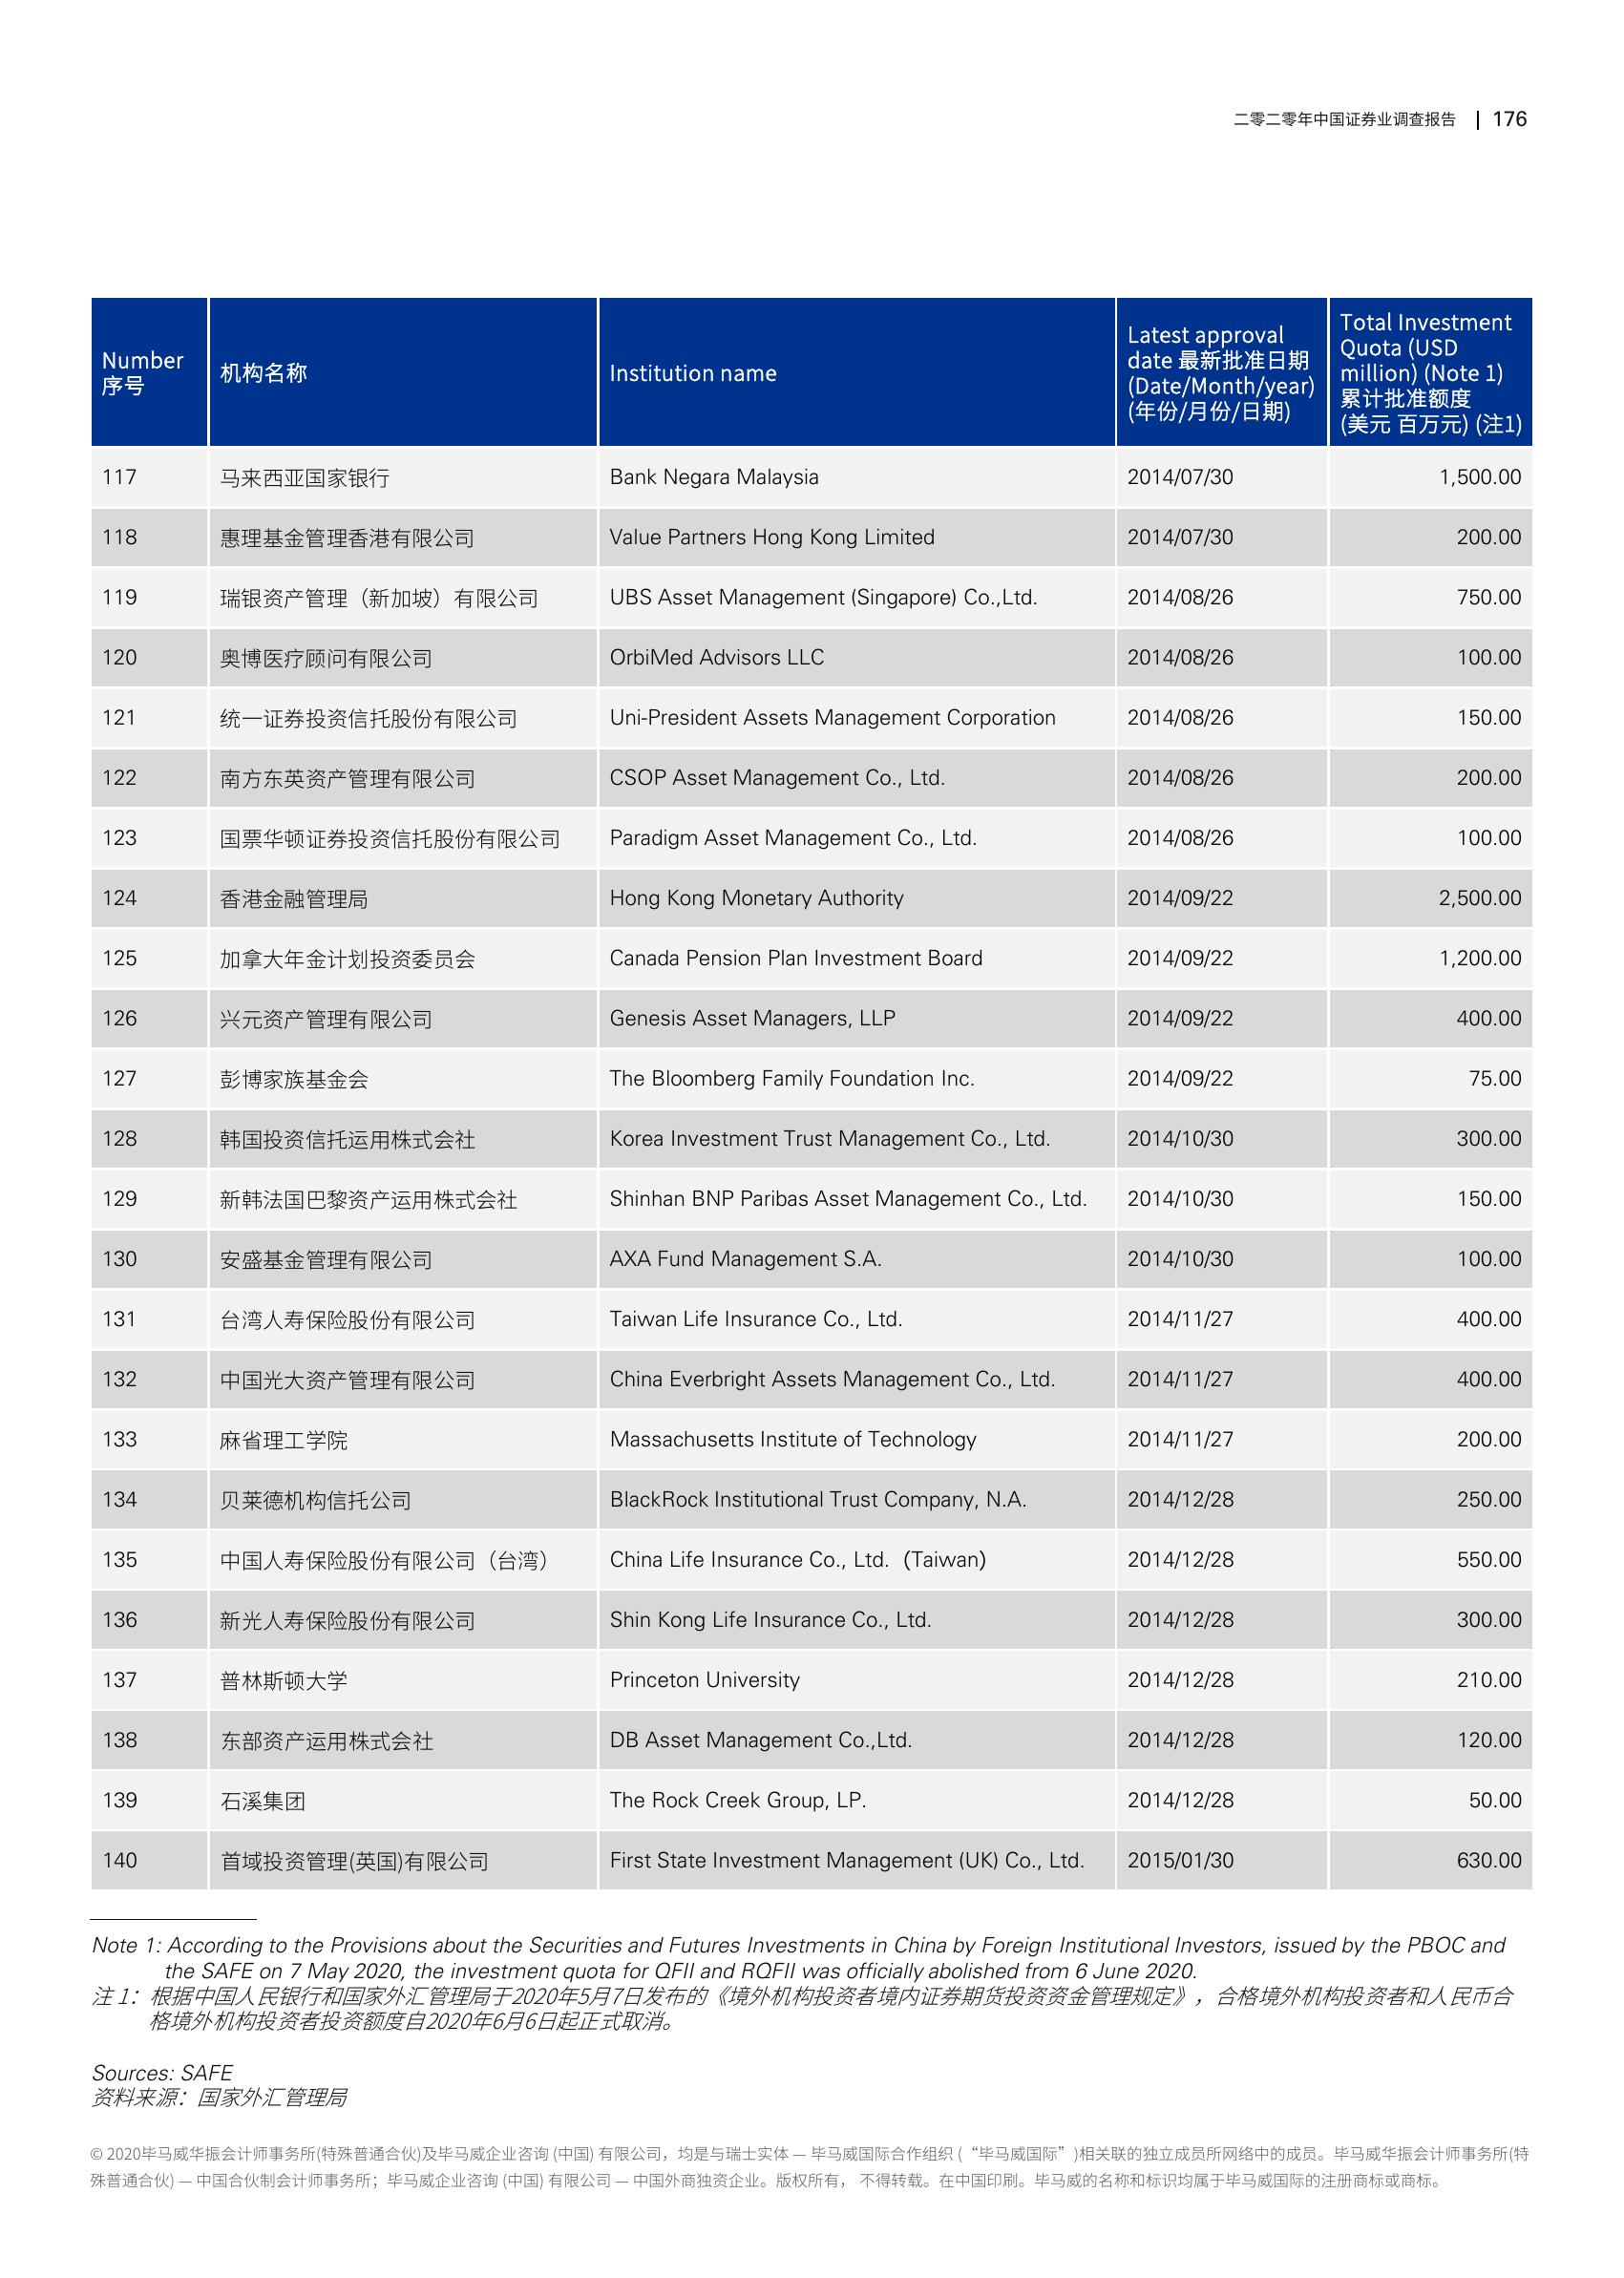 二零二零年中国证券业调查报告 | 176
Number
序号
机构名称
Institution name
Latest approval
date 最新批准日期
(Date/Month/year)
(年份/月份/日期)
Total Investment
Quota (USD
million) (Note 1)
累计批准额度
(美元 百万元) (注1)
117 马来西亚国家银行 Bank Negara Malaysia 2014/07/30 1,500.00
118 惠理基金管理香港有限公司 Value Partners Hong Kong Limited 2014/07/30 200.00
119 瑞银资产管理（新加坡）有限公司 UBS Asset Management (Singapore) Co.,Ltd. 2014/08/26 750.00
120 奥博医疗顾问有限公司 OrbiMed Advisors LLC 2014/08/26 100.00
121 统一证券投资信托股份有限公司 Uni-President Assets Management Corporation 2014/08/26 150.00
122 南方东英资产管理有限公司 CSOP Asset Management Co., Ltd. 2014/08/26 200.00
123 国票华顿证券投资信托股份有限公司 Paradigm Asset Management Co., Ltd. 2014/08/26 100.00
124 香港金融管理局 Hong Kong Monetary Authority 2014/09/22 2,500.00
125 加拿大年金计划投资委员会 Canada Pension Plan Investment Board 2014/09/22 1,200.00
126 兴元资产管理有限公司 Genesis Asset Managers, LLP 2014/09/22 400.00
127 彭博家族基金会 The Bloomberg Family Foundation Inc. 2014/09/22 75.00
128 韩国投资信托运用株式会社 Korea Investment Trust Management Co., Ltd. 2014/10/30 300.00
129 新韩法国巴黎资产运用株式会社 Shinhan BNP Paribas Asset Management Co., Ltd. 2014/10/30 150.00
130 安盛基金管理有限公司 AXA Fund Management S.A. 2014/10/30 100.00
131 台湾人寿保险股份有限公司 Taiwan Life Insurance Co., Ltd. 2014/11/27 400.00
132 中国光大资产管理有限公司 China Everbright Assets Management Co., Ltd. 2014/11/27 400.00
133 麻省理工学院 Massachusetts Institute of Technology 2014/11/27 200.00
134 贝莱德机构信托公司 BlackRock Institutional Trust Company, N.A. 2014/12/28 250.00
135 中国人寿保险股份有限公司（台湾） China Life Insurance Co., Ltd.（Taiwan） 2014/12/28 550.00
136 新光人寿保险股份有限公司 Shin Kong Life Insurance Co., Ltd. 2014/12/28 300.00
137 普林斯顿大学 Princeton University 2014/12/28 210.00
138 东部资产运用株式会社 DB Asset Management Co.,Ltd. 2014/12/28 120.00
139 石溪集团 The Rock Creek Group, LP. 2014/12/28 50.00
140 首域投资管理(英国)有限公司 First State Investment Management (UK) Co., Ltd. 2015/01/30 630.00
Note 1: According to the Provisions about the Securities and Futures Investments in China by Foreign Institutional Investors, issued by the PBOC and
the SAFE on 7 May 2020, the investment quota for QFII and RQFII was officially abolished from 6 June 2020.
注 1：根据中国人民银行和国家外汇管理局于2020年5月7日发布的《境外机构投资者境内证券期货投资资金管理规定》，合格境外机构投资者和人民币合
格境外机构投资者投资额度自2020年6月6日起正式取消。
Sources: SAFE
资料来源：国家外汇管理局
© 2020毕马威华振会计师事务所(特殊普通合伙)及毕马威企业咨询 (中国) 有限公司，均是与瑞士实体 — 毕马威国际合作组织 (“毕马威国际”)相关联的独立成员所网络中的成员。毕马威华振会计师事务所(特
殊普通合伙) — 中国合伙制会计师事务所；毕马威企业咨询 (中国) 有限公司 — 中国外商独资企业。版权所有， 不得转载。在中国印刷。毕马威的名称和标识均属于毕马威国际的注册商标或商标。